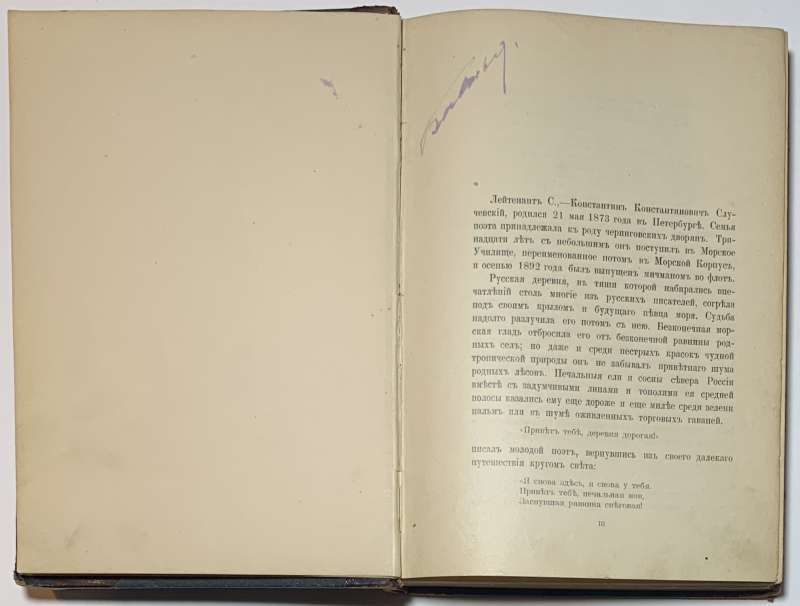 Лейтенантъ С.,—Константинъ Константиновичъ Слу-
чевскій, родился 21 мая 1873 года въ Петербургѣ. Семья
поэта принадлежала къ роду черниговскихъ дворянъ. Три-
надцати лѣтъ съ небольшимъ онъ поступилъ въ Морское
Училище, переименованное потомъ въ Морской Корпусъ,
и осенью 1892 года былъ выпущенъ мичманомъ во флотъ.
Русская деревня, въ тиши которой набирались впе-
чатлѣній столь многіе изъ русскихъ писателей, согрѣла
подъ своимъ крыломъ и будущаго пѣвца моря. Судьба
надолго разлучила его потомъ съ нею. Безконечная мор-
ская гладь отбросила его отъ безконечной равнины род-
ныхъ селъ; но даже и среди пестрыхъ красокъ чудной
тропической природы онъ не забывалъ привѣтнаго шума
родныхъ лѣсовъ. Печальныя ели и сосны сѣвера Россіи
вмѣстѣ съ задумчивыми липами и тополями ея средней
полосы казались ему еще дороже и еще милѣе среди зелени
пальмъ или въ шумѣ оживленныхъ торговыхъ гаваней.
«Привѣтъ тебѣ, деревня дорогая!»
писалъ молодой поэтъ, вернувшись изъ своего далекаго
путешествія кругомъ свѣта:
«Я снова здѣсь, я снова у тебя.
Привѣтъ тебѣ, печальная моя,
Заснувшая равнина снѣговая!
III